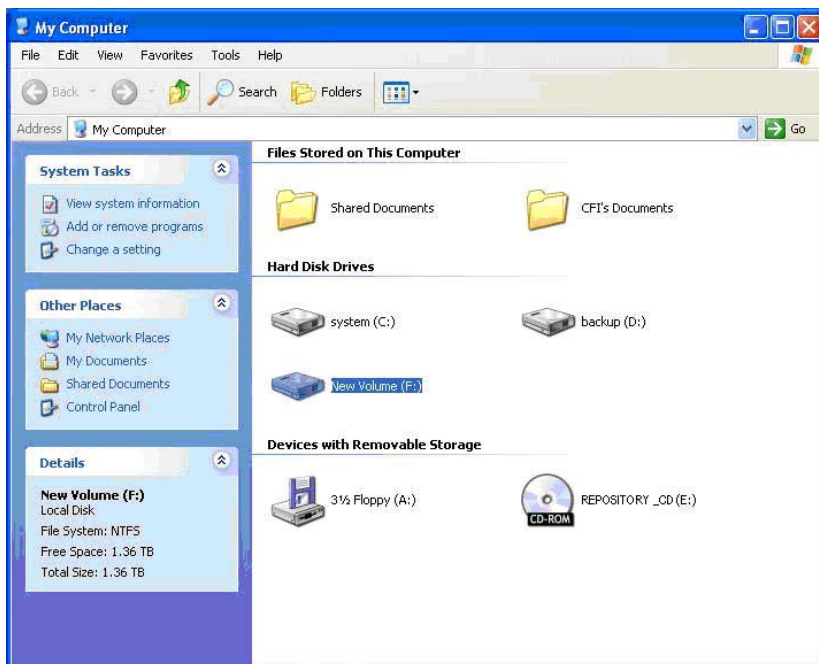 My Computer
File Edit View Favorites Tools Help
Back Search Folders
Address My Computer Go
System Tasks
View system information
Add or remove programs
Change a setting
Other Places
My Network Places
My Documents
Shared Documents
Control Panel
Details
New Volume (F:)
Local Disk
File System: NTFS
Free Space: 1.36 TB
Total Size: 1.36 TB
Files Stored on This Computer
Shared Documents CFI's Documents
Hard Disk Drives
system (C:) backup (D:)
New Volume (F:)
Devices with Removable Storage
3½ Floppy (A:) CD-ROM REPOSITORY _CD (E:)